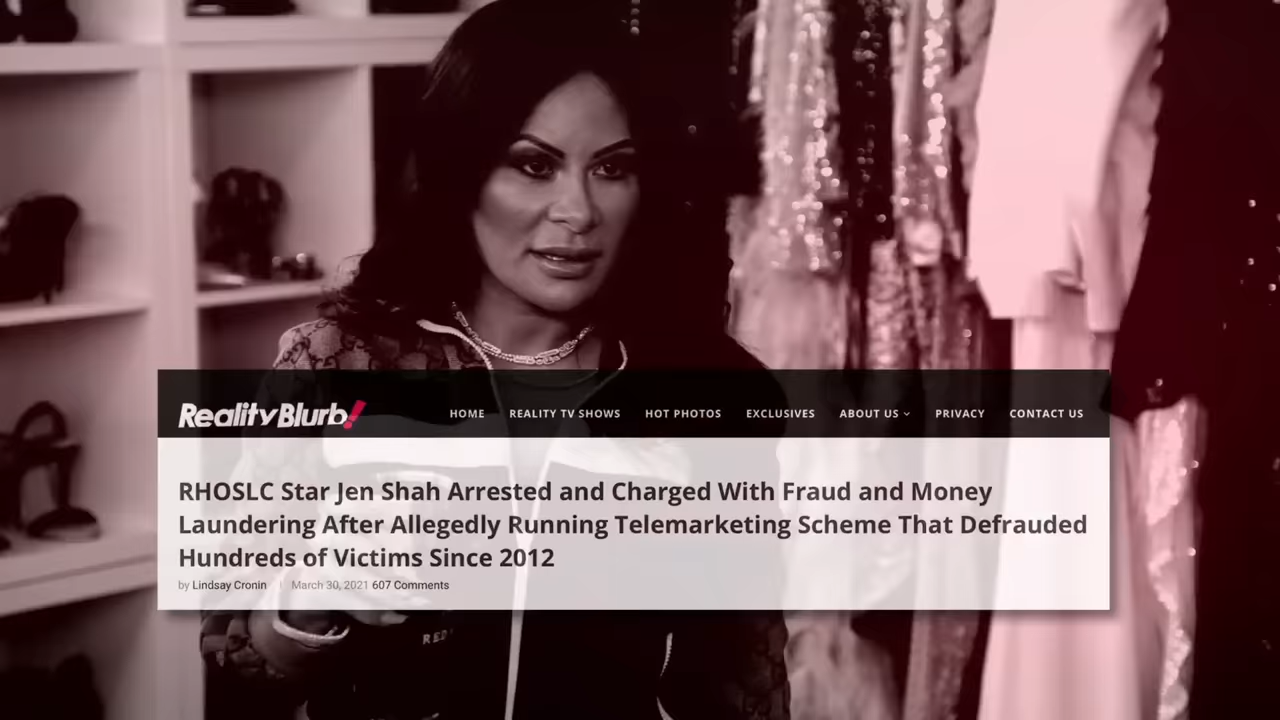 RealityBlurb!
HOME REALITY TV SHOWS HOT PHOTOS EXCLUSIVES ABOUT US PRIVACY CONTACT US
RHOSLC Star Jen Shah Arrested and Charged With Fraud and Money
Laundering After Allegedly Running Telemarketing Scheme That Defrauded
Hundreds of Victims Since 2012
by Lindsay Cronin | March 30, 2021 607 Comments